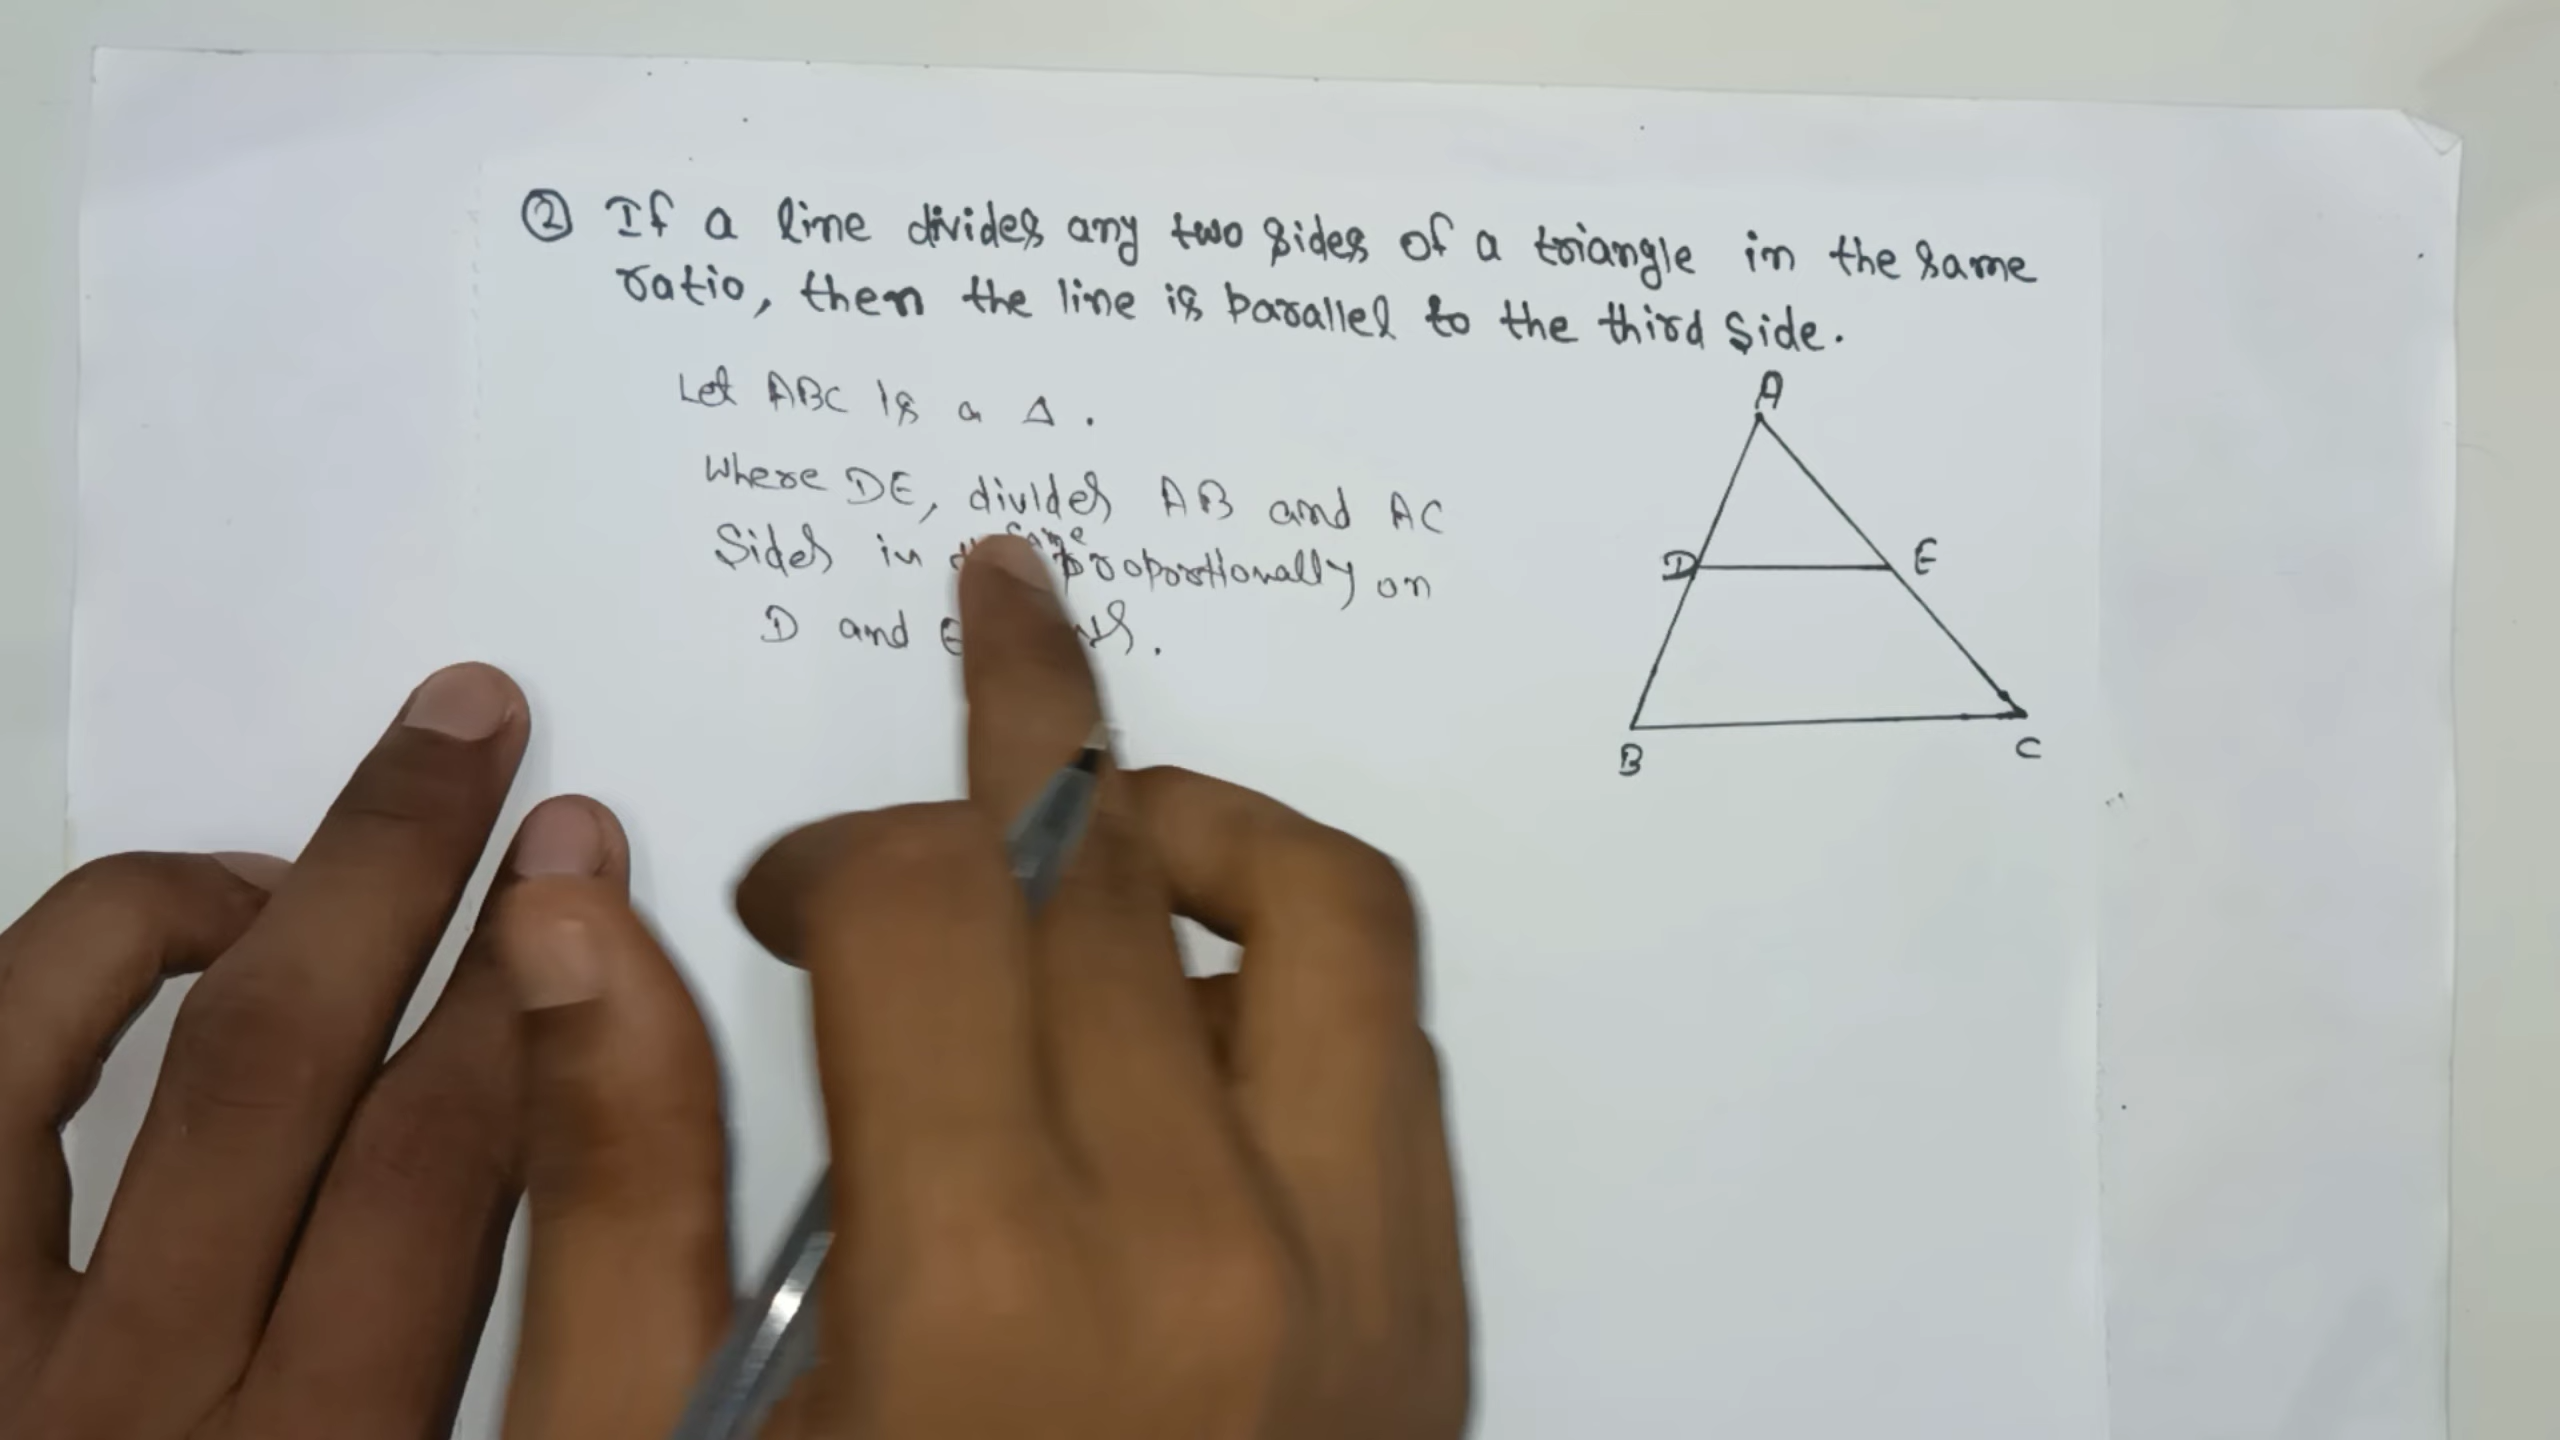 ② If a line divides any two sides of a triangle in the same
ratio, then the line is parallel to the third side.
Let ABC is a Δ.
Where DE, divides AB and AC
Sides in same proportionally on
D and E
A
D
E
B
C